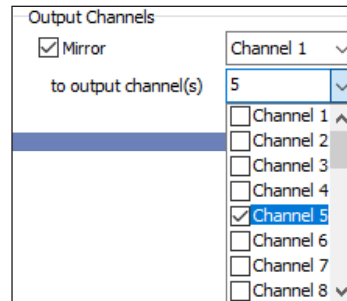 Output Channels
Mirror Channel 1
to output channel(s) 5
Channel 1
Channel 2
Channel 3
Channel 4
Channel 5
Channel 6
Channel 7
Channel 8